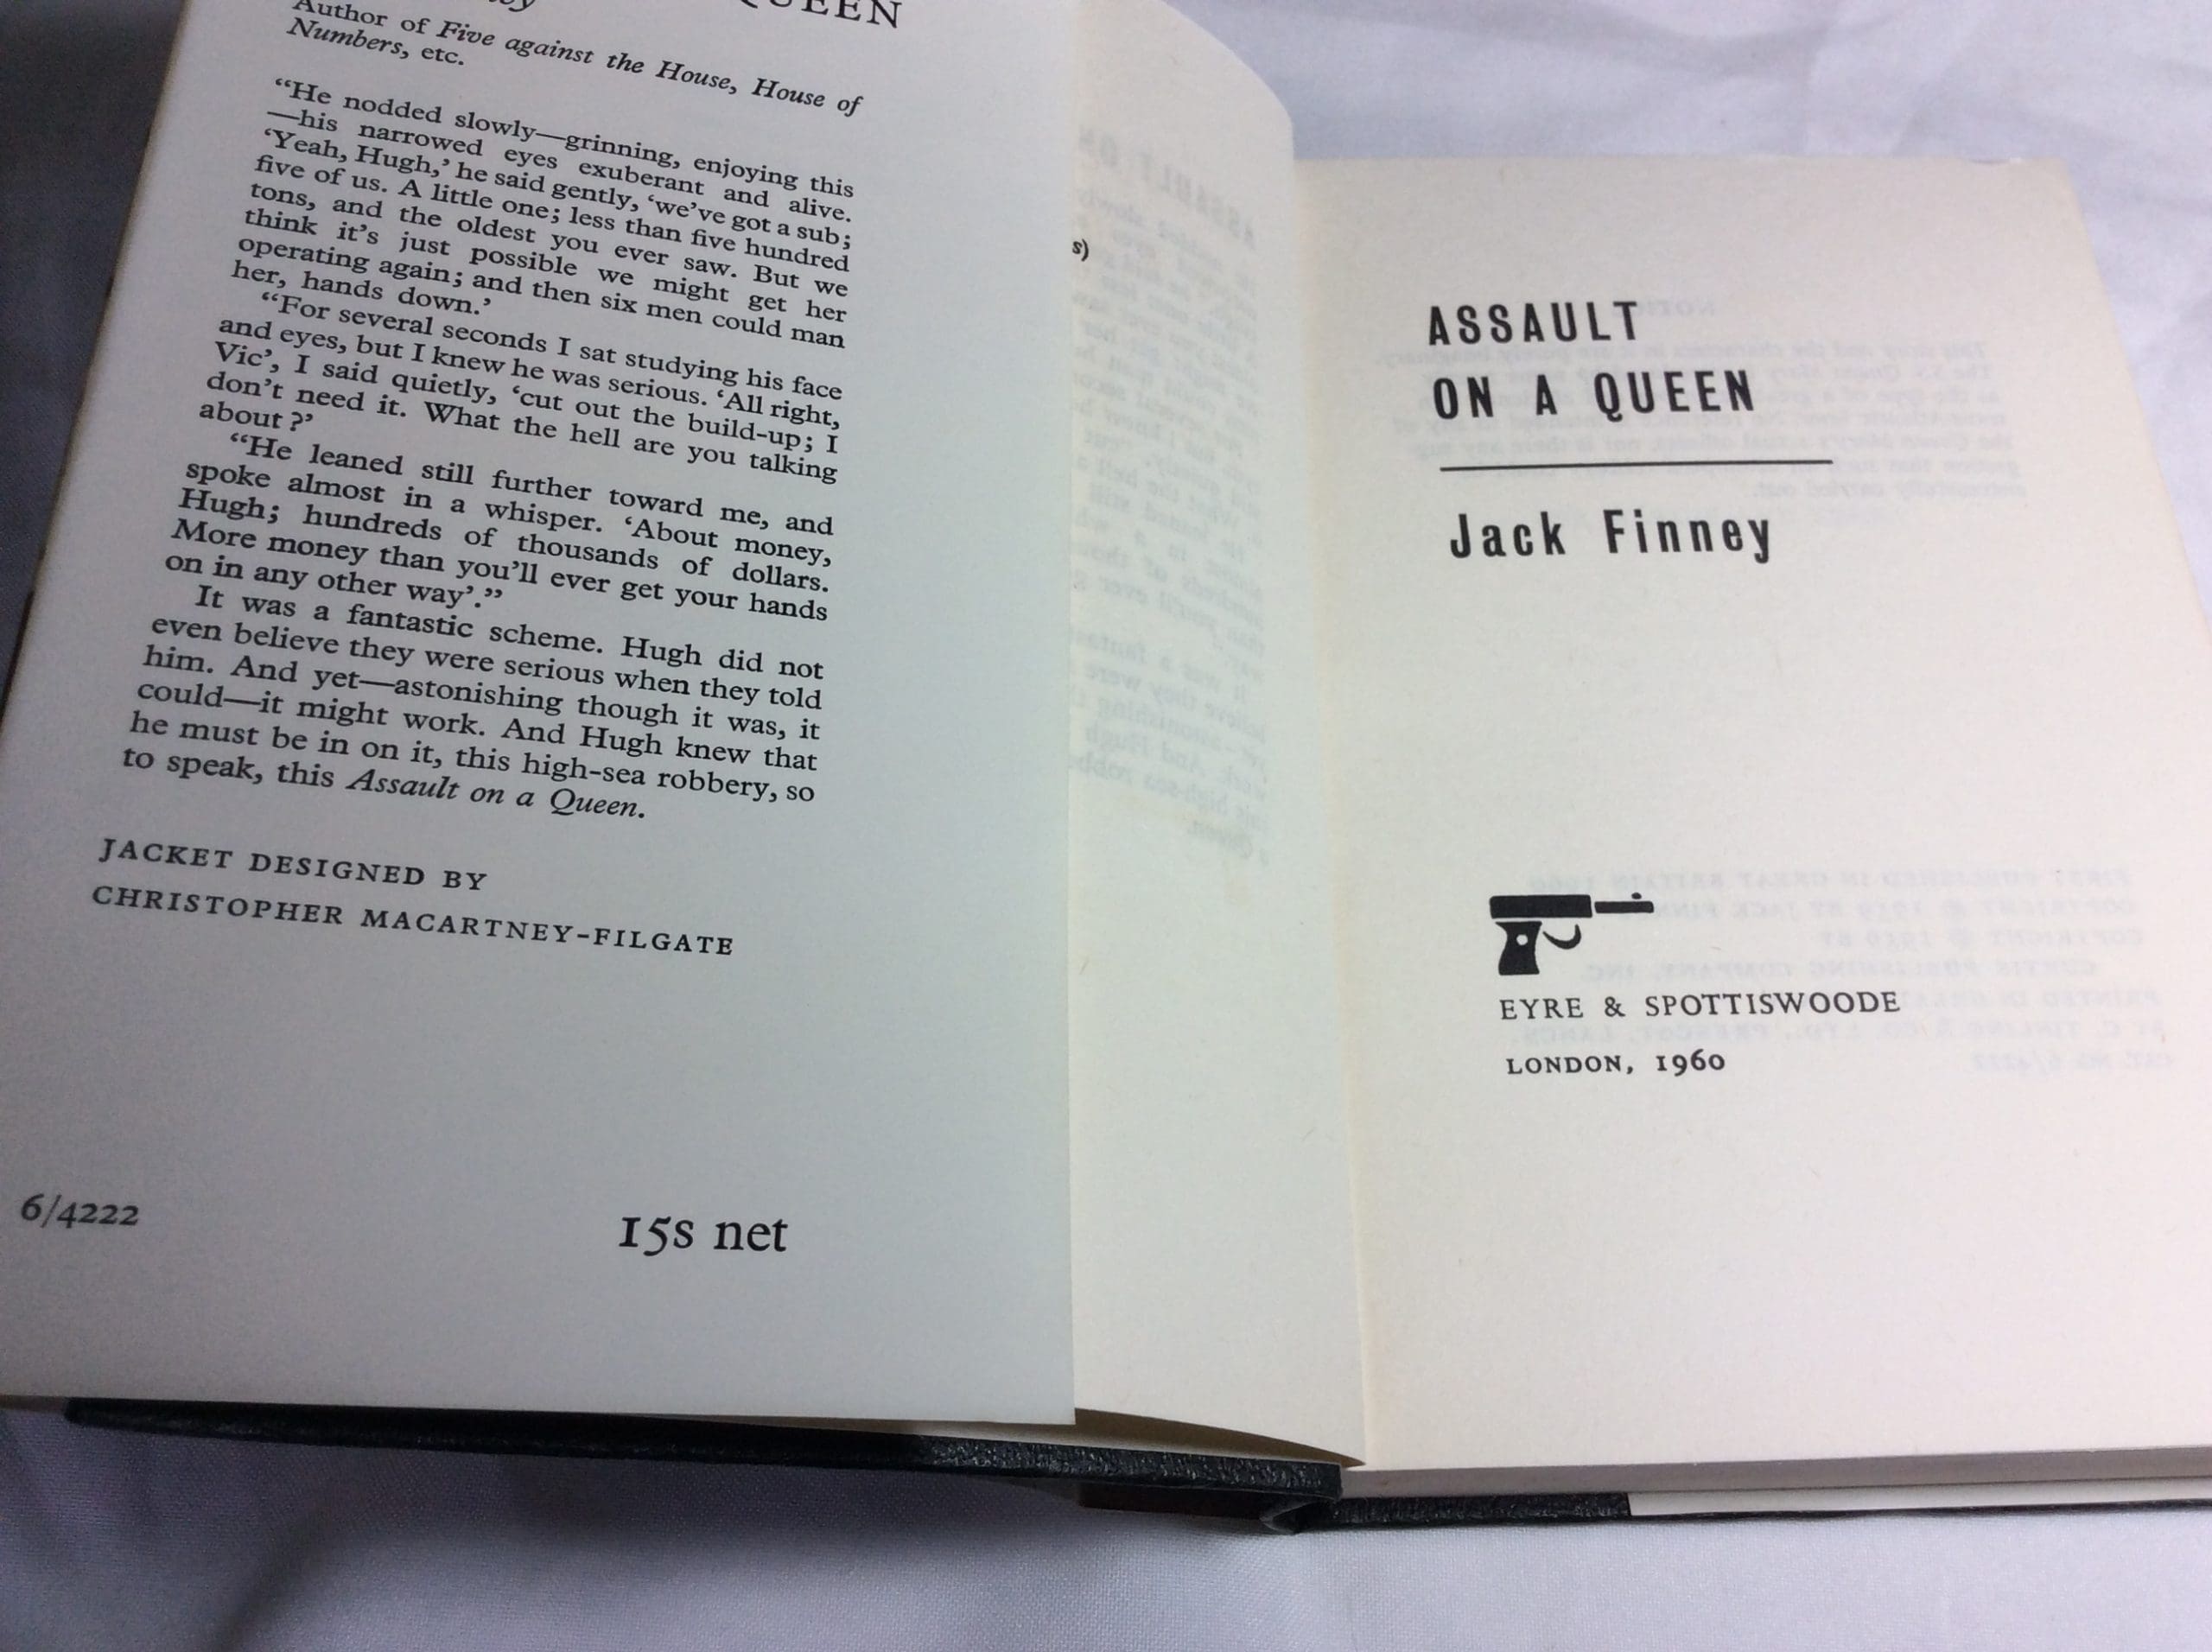 QUEEN
Author of Five against the House, House of
Numbers, etc.
“He nodded slowly—grinning, enjoying this
—his narrowed eyes exuberant and alive.
‘Yeah, Hugh,’ he said gently, ‘we’ve got a sub;
five of us. A little one; less than five hundred
tons, and the oldest you ever saw. But we
think it’s just possible we might get her
operating again; and then six men could man
her, hands down.’
“For several seconds I sat studying his face
and eyes, but I knew he was serious. ‘All right,
Vic’, I said quietly, ‘cut out the build-up; I
don’t need it. What the hell are you talking
about?’
“He leaned still further toward me, and
spoke almost in a whisper. ‘About money,
Hugh; hundreds of thousands of dollars.
More money than you’ll ever get your hands
on in any other way’.”
It was a fantastic scheme. Hugh did not
even believe they were serious when they told
him. And yet—astonishing though it was, it
could—it might work. And Hugh knew that
he must be in on it, this high-sea robbery, so
to speak, this Assault on a Queen.
JACKET DESIGNED BY
CHRISTOPHER MACARTNEY-FILGATE
6/4222
15s net
s)
ASSAULT
ON A QUEEN
Jack Finney
EYRE & SPOTTISWOODE
LONDON, 1960